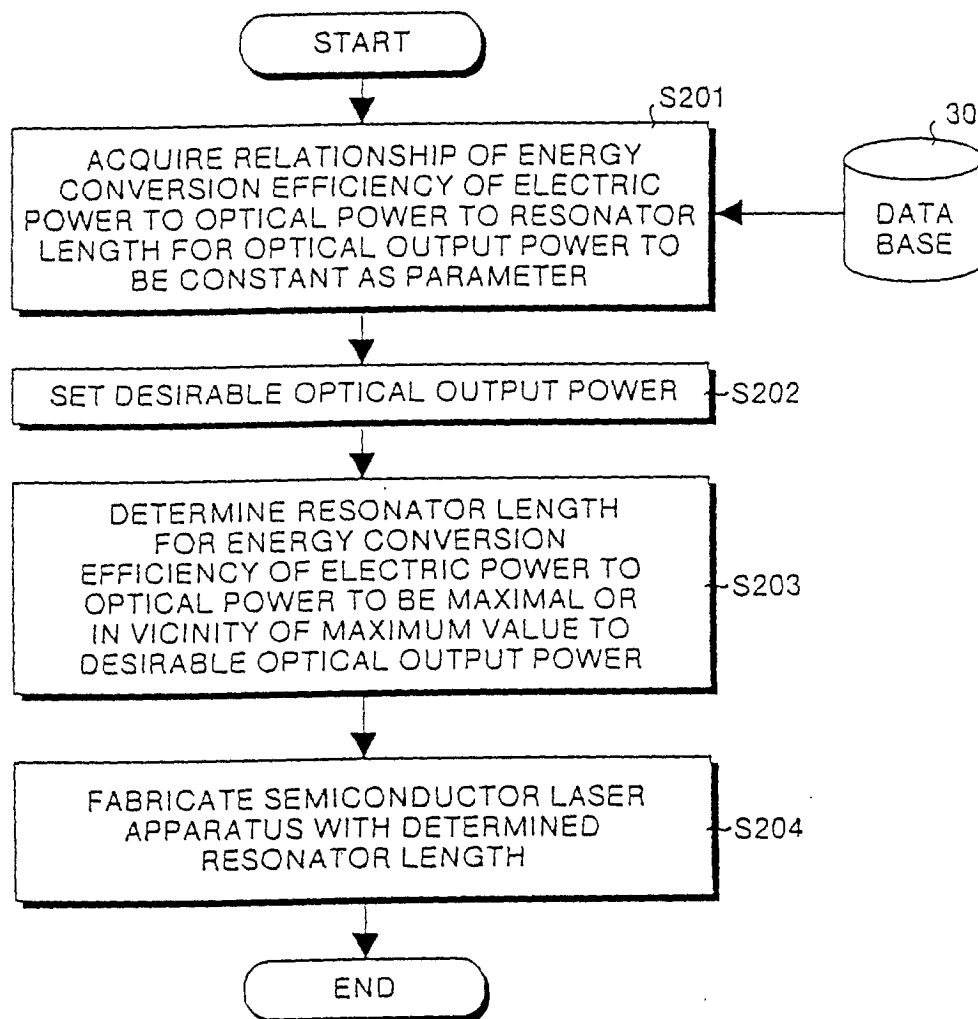 START
S201
30
ACQUIRE RELATIONSHIP OF ENERGY
CONVERSION EFFICIENCY OF ELECTRIC
POWER TO OPTICAL POWER TO RESONATOR
LENGTH FOR OPTICAL OUTPUT POWER TO
BE CONSTANT AS PARAMETER
DATA
BASE
SET DESIRABLE OPTICAL OUTPUT POWER
S202
DETERMINE RESONATOR LENGTH
FOR ENERGY CONVERSION
EFFICIENCY OF ELECTRIC POWER TO
OPTICAL POWER TO BE MAXIMAL OR
IN VICINITY OF MAXIMUM VALUE TO
DESIRABLE OPTICAL OUTPUT POWER
S203
FABRICATE SEMICONDUCTOR LASER
APPARATUS WITH DETERMINED
RESONATOR LENGTH
S204
END